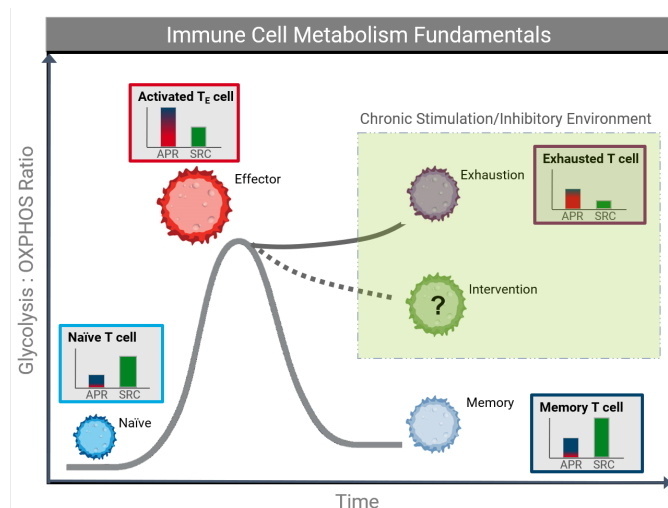 Immune Cell Metabolism Fundamentals
Activated TE cell
APR SRC
Effector
Chronic Stimulation/Inhibitory Environment
Exhaustion
Exhausted T cell
APR SRC
Intervention
?
Glycolysis : OXPHOS Ratio
Naïve T cell
APR SRC
Naïve
Memory
Memory T cell
APR SRC
Time